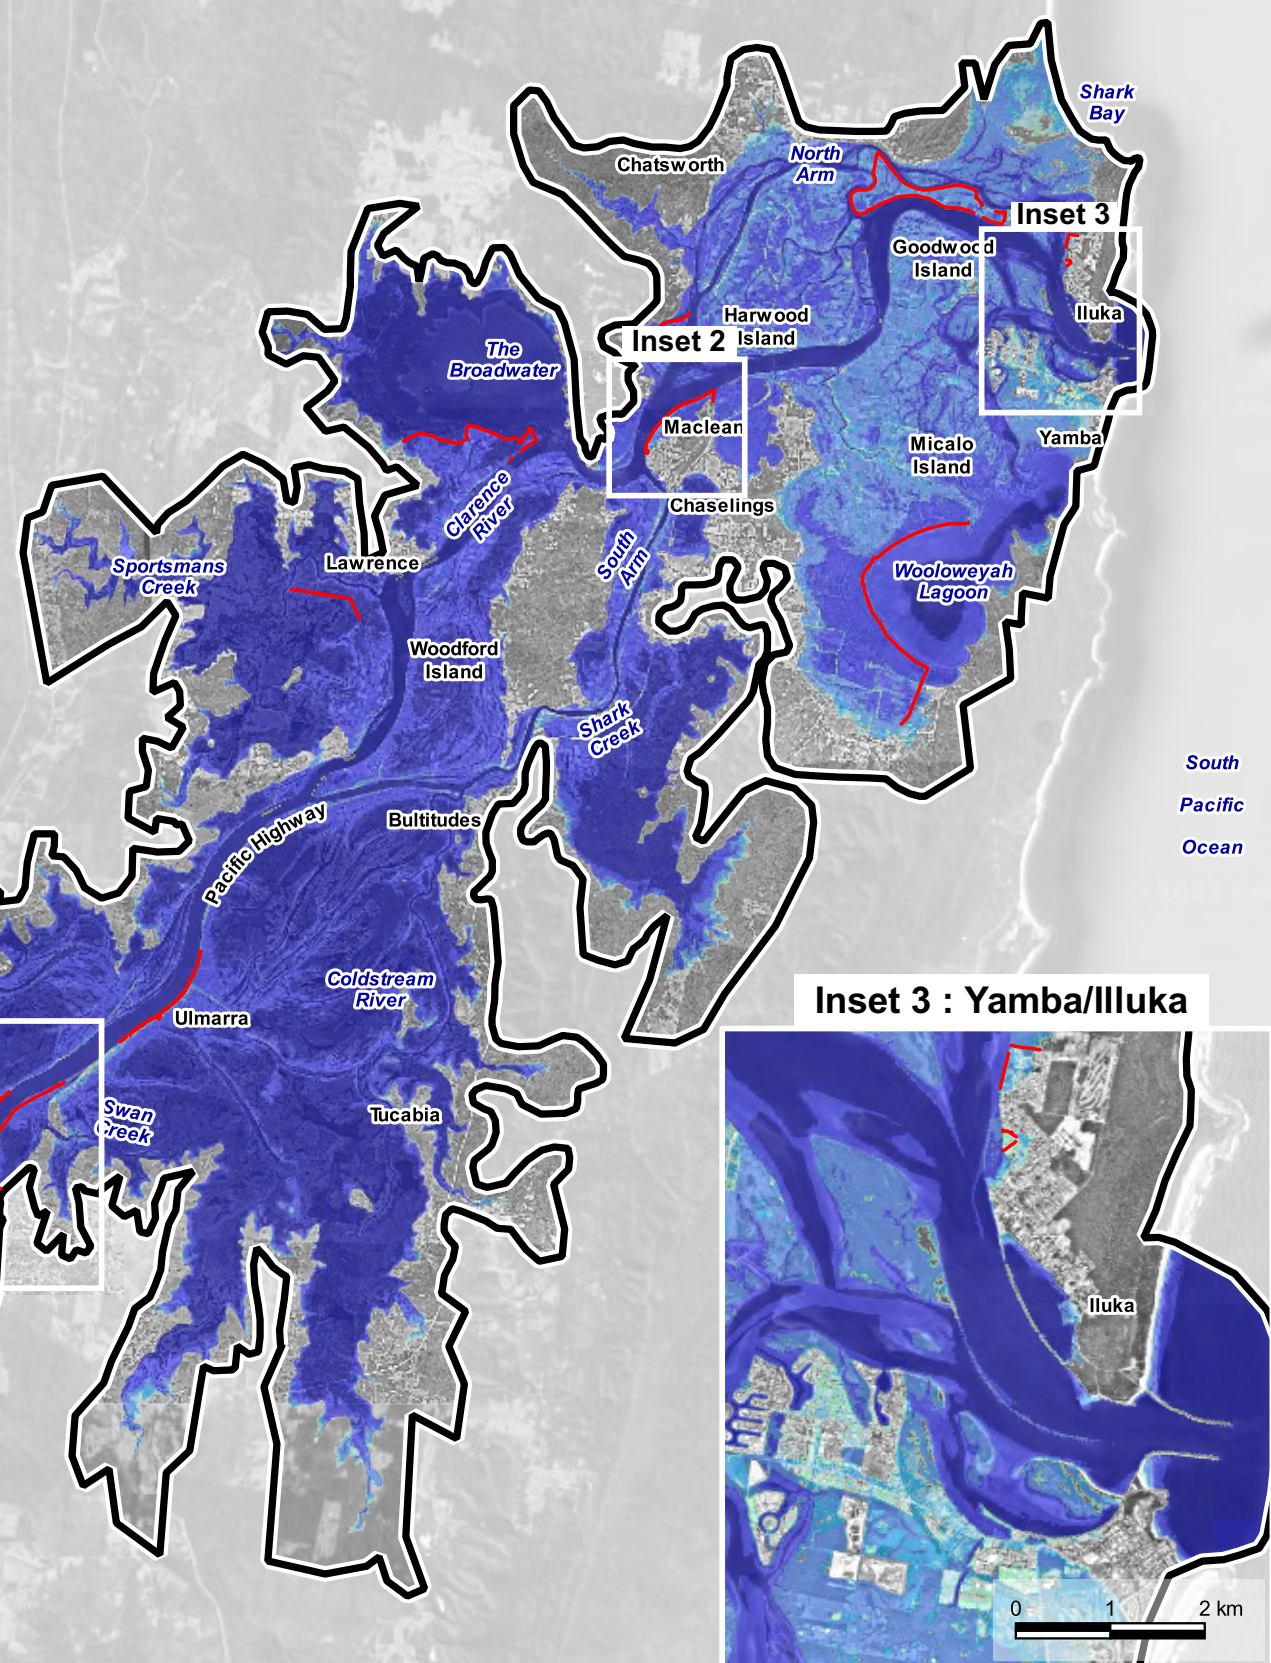 Shark
Bay
Chatsworth
North
Arm
Inset 3
Goodwood
Island
Iluka
Harwood
Island
Inset 2
The
Broadwater
Maclean
Micalo
Island
Yamba
Clarence
River
Chaselings
Sportsmans
Creek
Lawrence
South
Arm
Wooloweyah
Lagoon
Woodford
Island
Shark
Creek
South
Pacific
Ocean
Bultitudes
Pacific Highway
Coldstream
River
Ulmarra
Swan
Creek
Tucabia
Inset 3 : Yamba/Illuka
Iluka
0 1 2 km